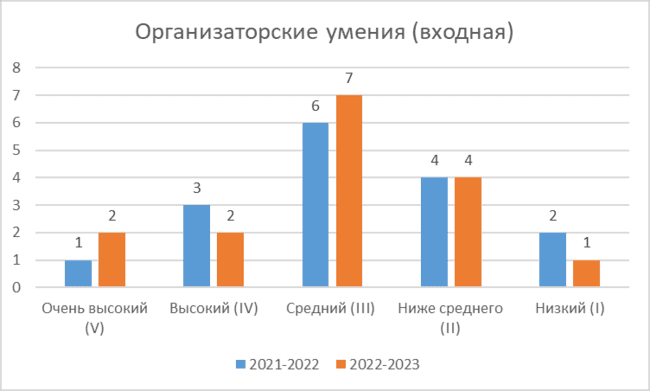 Организаторские умения (входная)
8
7
6
5
4
3
2
1
0
1
2
3
2
6
7
4
4
2
1
Очень высокий
(V)
Высокий (IV)
Средний (III)
Ниже среднего
(II)
Низкий (I)
2021-2022
2022-2023